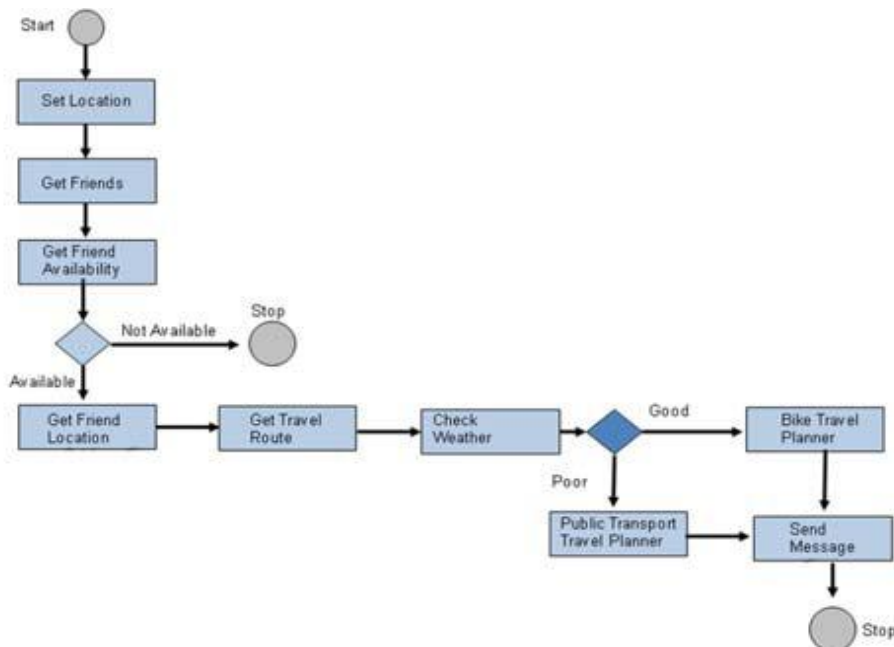 Start
Set Location
Get Friends
Get Friend
Availability
Stop
Not Available
Available
Get Friend
Location
Get Travel
Route
Check
Weather
Good
Bike Travel
Planner
Poor
Public Transport
Travel Planner
Send
Message
Stop